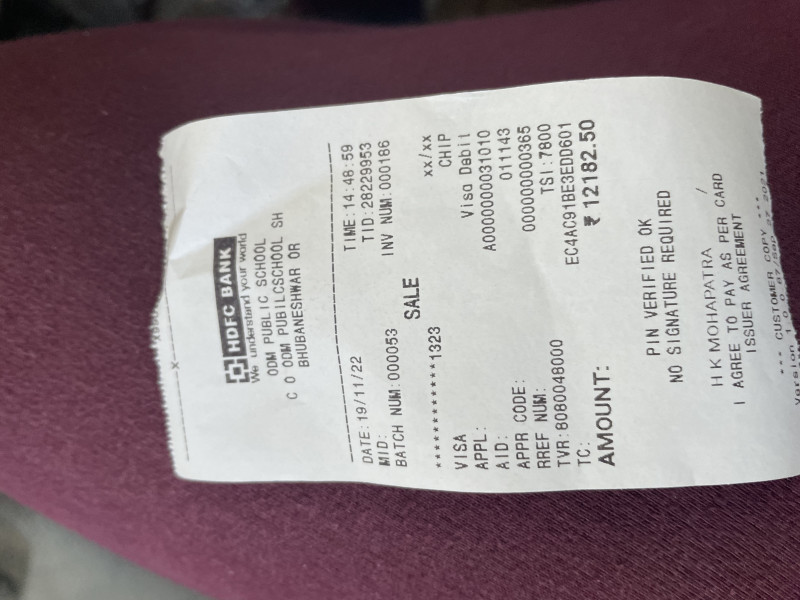 HDFC BANK
We understand your world
ODM PUBLIC SCHOOL
C O ODM PUBILCSCHOOL SH
BHUBANESHWAR OR
DATE:19/11/22 TIME:14:48:59
MID: TID:28229953
BATCH NUM:000053 INV NUM:000186
SALE
************1323 xx/xx
CHIP
VISA Visa Debit
APPL:
AID: A0000000031010
APPR CODE: 011143
RREF NUM: 000000000365
TVR:8080048000 TSI:7800
TC: EC4AC91BE3EDD601
AMOUNT: ₹ 12182.50
PIN VERIFIED OK
NO SIGNATURE REQUIRED
H K MOHAPATRA /
I AGREE TO PAY AS PER CARD
ISSUER AGREEMENT
*** CUSTOMER COPY ***
Version